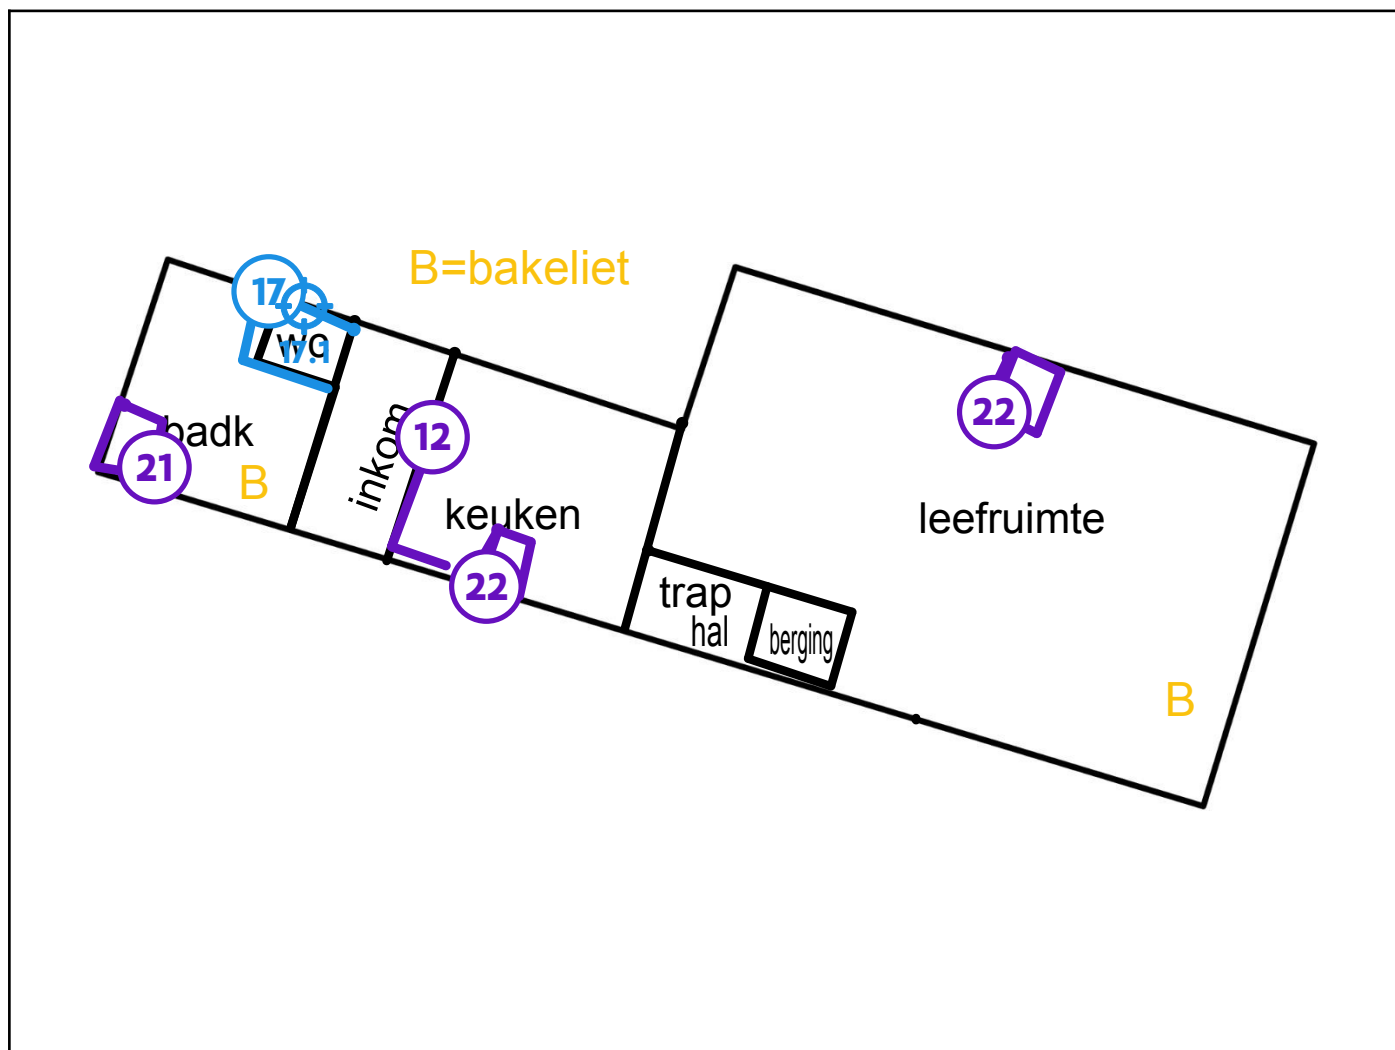 B=bakeliet
17
wc
17.1
badk
21
B
inkom
12
keuken
22
22
leefruimte
trap
hal
berging
B